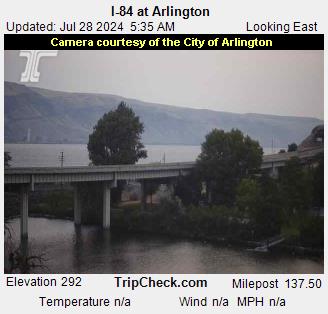 I-84 at Arlington
Updated: Jul 28 2024 5:35 AM Looking East
Camera courtesy of the City of Arlington
Elevation 292 TripCheck.com Milepost 137.50
Temperature n/a Wind n/a MPH n/a